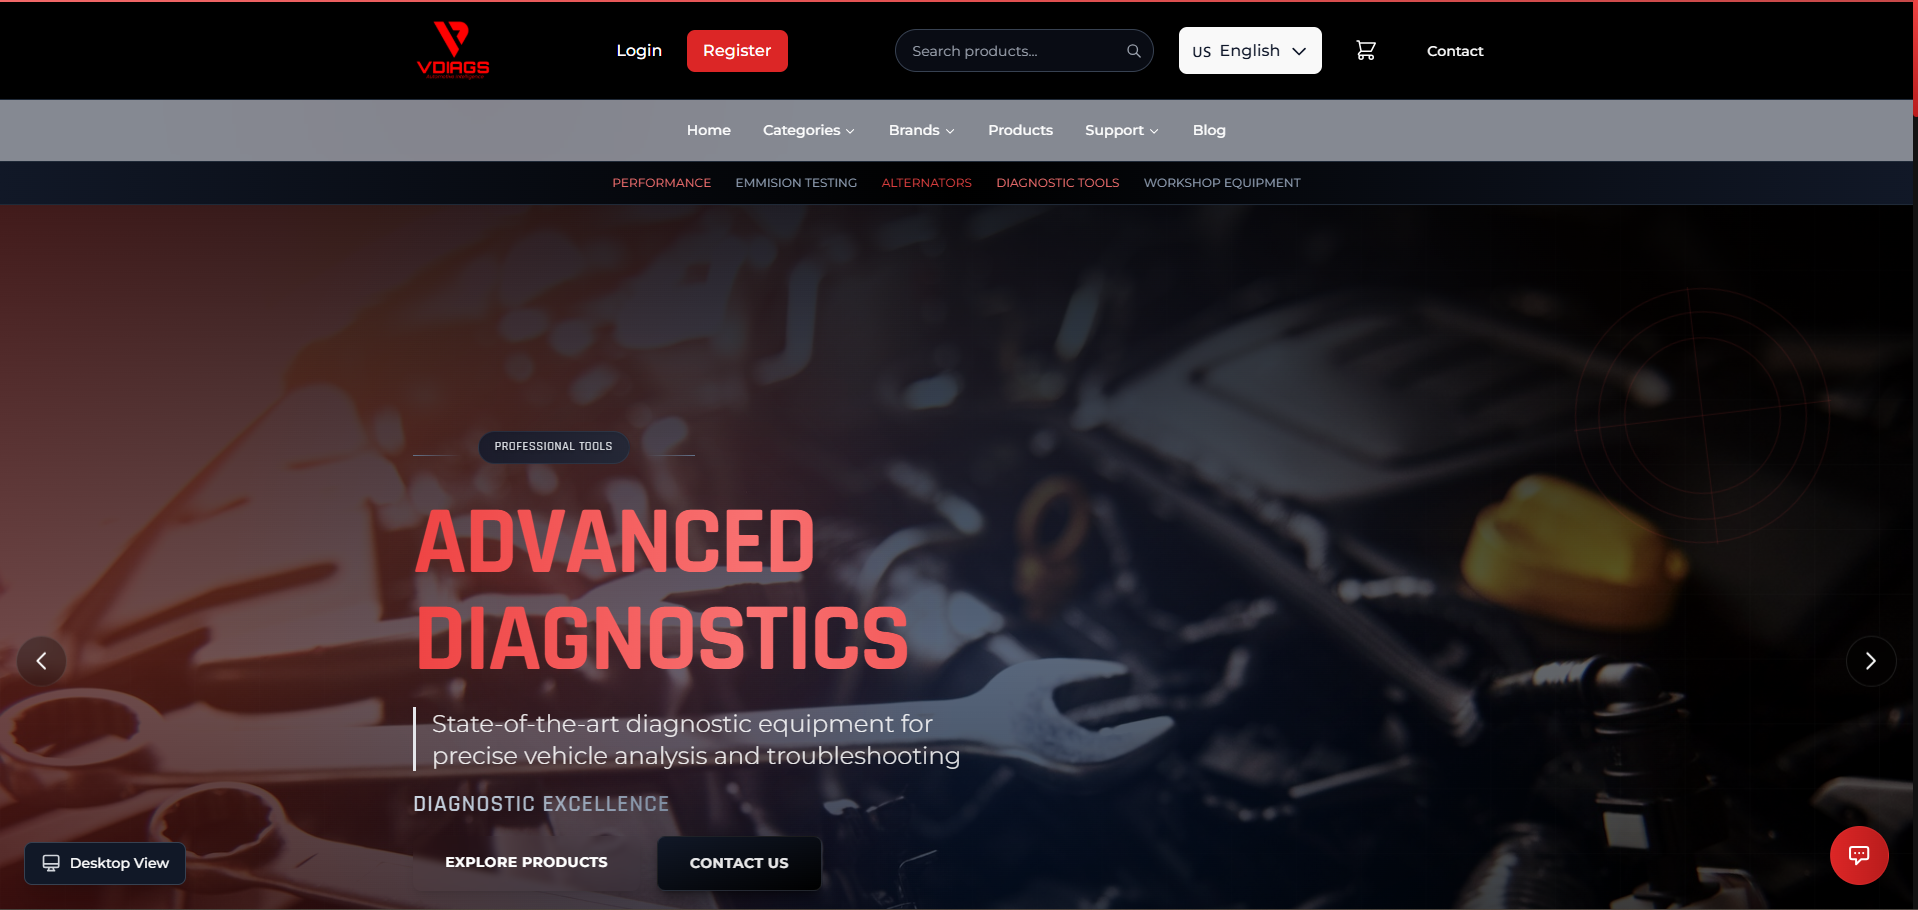 VDIAGS
Login
Register
Search products...
US English
Contact
Home
Categories
Brands
Products
Support
Blog
PERFORMANCE
EMMISION TESTING
ALTERNATORS
DIAGNOSTIC TOOLS
WORKSHOP EQUIPMENT
PROFESSIONAL TOOLS
ADVANCED
DIAGNOSTICS
State-of-the-art diagnostic equipment for
precise vehicle analysis and troubleshooting
DIAGNOSTIC EXCELLENCE
EXPLORE PRODUCTS
CONTACT US
Desktop View